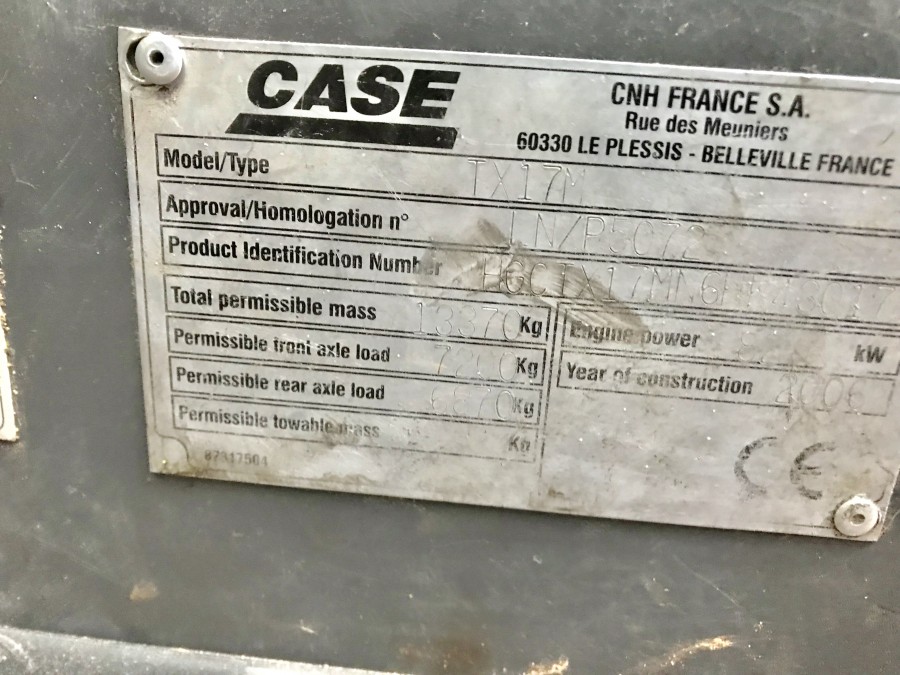 CASE
CNH FRANCE S.A.
Rue des Meuniers
60330 LE PLESSIS - BELLEVILLE FRANCE
Model/Type TX17M
Approval/Homologation n°
Product Identification Number
Total permissible mass 13370 Kg
Permissible front axle load Kg
Permissible rear axle load Kg
Permissible towable mass Kg
Engine power kW
Year of construction 2006
CE